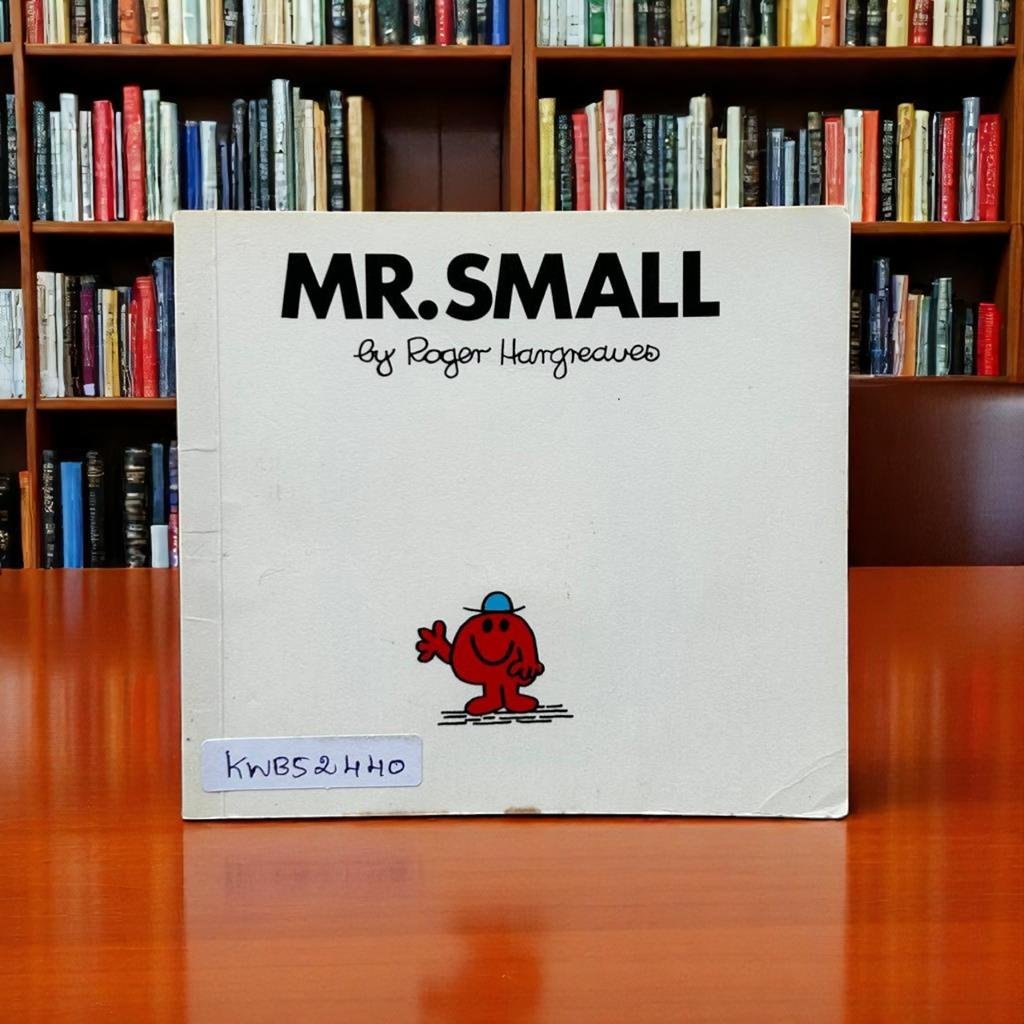 MR. SMALL
by Roger Hargreaves
KWB52440